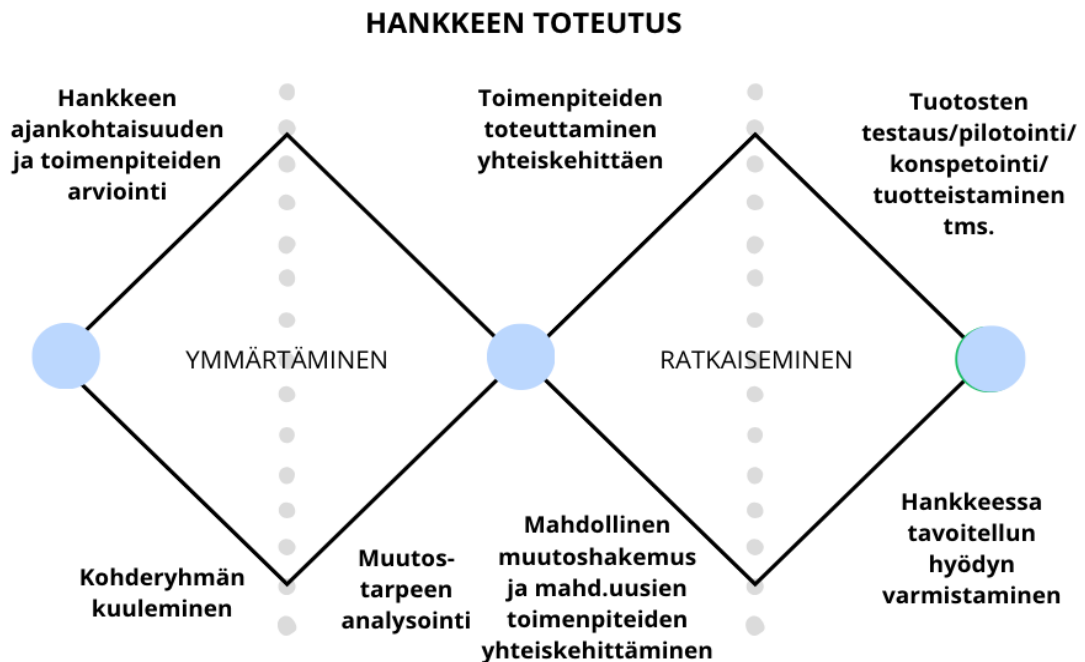 HANKKEEN TOTEUTUS
Hankkeen
ajankohtaisuuden
ja toimenpiteiden
arviointi
Toimenpiteiden
toteuttaminen
yhteiskehittäen
Tuotosten
testaus/pilotointi/
konspetointi/
tuotteistaminen
tms.
YMMÄRTÄMINEN
RATKAISEMINEN
Kohderyhmän
kuuleminen
Muutos-
tarpeen
analysointi
Mahdollinen
muutoshakemus
ja mahd.uusien
toimenpiteiden
yhteiskehittäminen
Hankkeessa
tavoitellun
hyödyn
varmistaminen